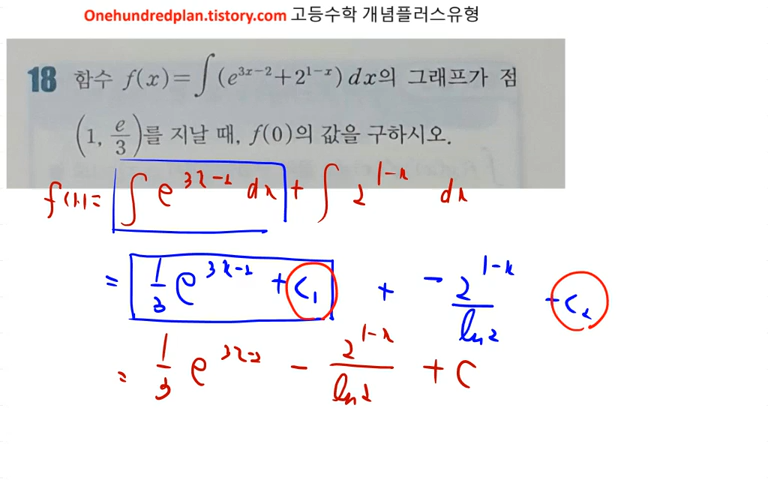 Onehundredplan.tistory.com 고등수학 개념플러스유형
18 함수 f(x)=∫(e^{3x-2}+2^{1-x})dx의 그래프가 점
(1, e/3)를 지날 때, f(0)의 값을 구하시오.
f(x)= ∫ e^{3x-2} dx + ∫ 2^{1-x} dx
= 1/3 e^{3x-2} + C₁ + - 2^{1-x}/ln2 + C₂
= 1/3 e^{3x-2} - 2^{1-x}/ln2 + C